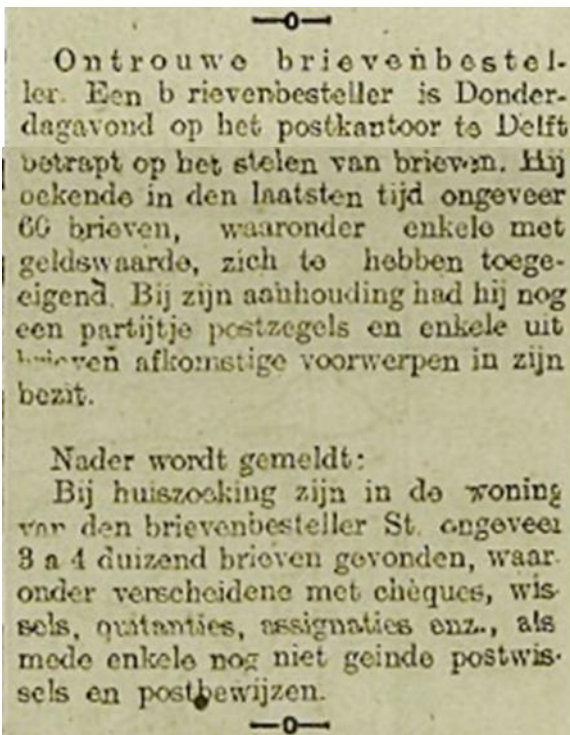 —o—
Ontrouwe brievenbestel-
ler. Een b rievenbesteller is Donder-
dagavond op het postkantoor te Delft
betrapt op het stelen van brieven. Hij
bekende in den laatsten tijd ongeveer
60 brieven, waaronder enkele met
geldswaarde, zich te hebben toege-
eigend. Bij zijn aanhouding had hij nog
een partijtje postzegels en enkele uit
brieven afkomstige voorwerpen in zijn
bezit.
Nader wordt gemeldt:
Bij huiszoeking zijn in de woning
van den brievenbesteller St. ongeveer
3 a 4 duizend brieven gevonden, waar-
onder verscheidene met chèques, wis-
sels, quitanties, assignaties enz., als
mede enkele nog niet geinde postwis-
sels en postbewijzen.
—o—